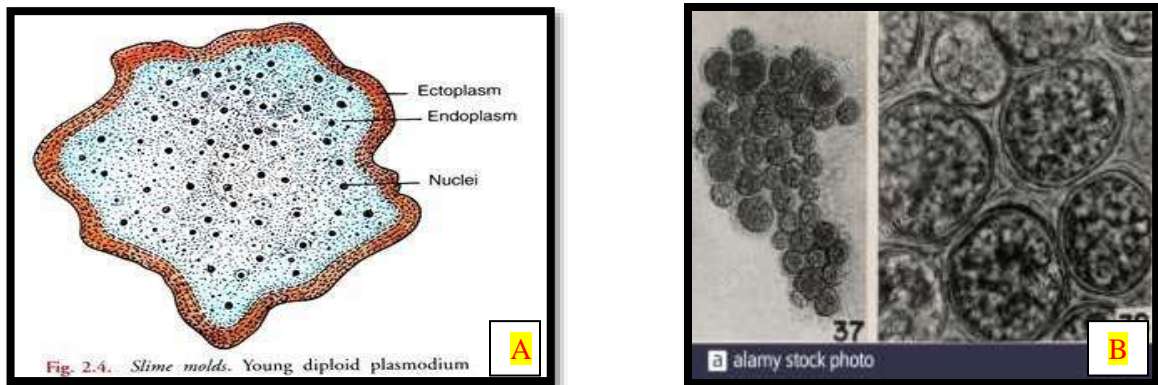 Ectoplasm
Endoplasm
Nuclei
Fig. 2.4. Slime molds. Young diploid plasmodium
A
37
a alamy stock photo
B